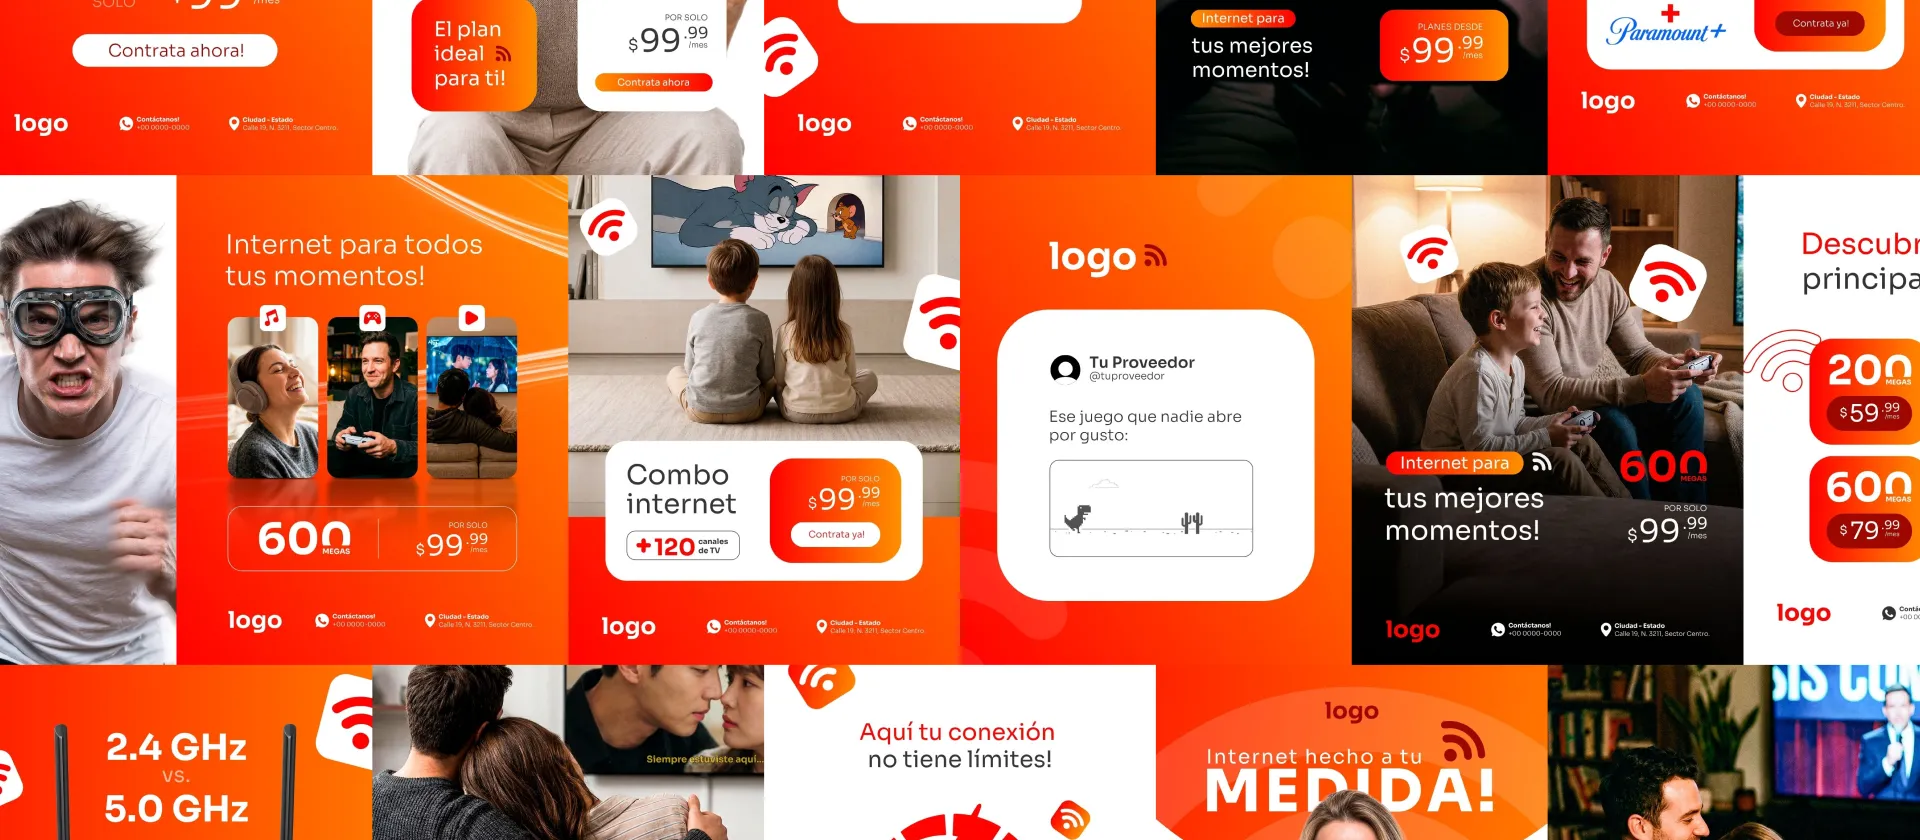 SOLO
99
/mes
Contrata ahora!
logo
Contáctanos!
+00 0000-0000
Ciudad - Estado
Calle 19, N. 3211, Sector Centro.
El plan
ideal
para ti!
POR SOLO
$99.99
/mes
Contrata ahora
logo
Contáctanos!
+00 0000-0000
Ciudad - Estado
Calle 19, N. 3211, Sector Centro.
Internet para
tus mejores
momentos!
PLANES DESDE
$99.99
/mes
+
Paramount+
Contrata ya!
logo
Contáctanos!
+00 0000-0000
Ciudad - Estado
Calle 19, N. 3211, Sector Centro.
Internet para todos
tus momentos!
600
MEGAS
POR SOLO
$99.99
/mes
logo
Contáctanos!
+00 0000-0000
Ciudad - Estado
Calle 19, N. 3211, Sector Centro.
Combo
internet
+120 canales
de TV
POR SOLO
$99.99
/mes
Contrata ya!
logo
Contáctanos!
+00 0000-0000
Ciudad - Estado
Calle 19, N. 3211, Sector Centro.
logo
Tu Proveedor
@tuproveedor
Ese juego que nadie abre
por gusto:
Internet para
tus mejores
momentos!
600
MEGAS
POR SOLO
$99.99
/mes
logo
Contáctanos!
+00 0000-0000
Ciudad - Estado
Calle 19, N. 3211, Sector Centro.
Descubr
principa
200
MEGAS
$59.99
/mes
600
MEGAS
$79.99
/mes
logo
Contá
+00 0
2.4 GHz
vs.
5.0 GHz
Siempre estuviste aquí...
Aquí tu conexión
no tiene límites!
logo
Internet hecho a tu
MEDIDA!